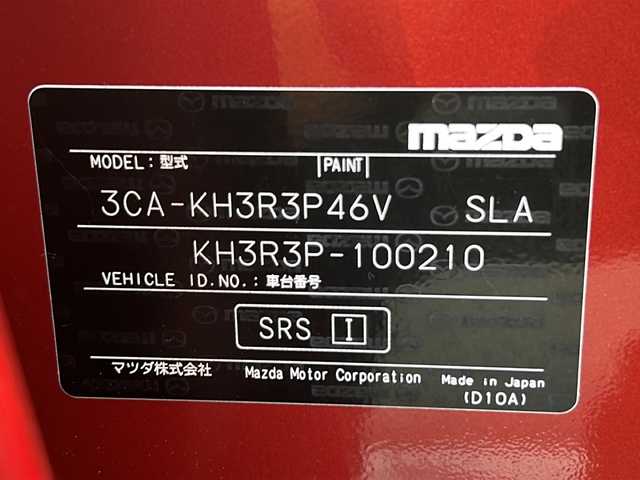 mazda
MODEL: 型式 PAINT
3CA-KH3R3P46V SLA
KH3R3P-100210
VEHICLE ID.NO.: 車台番号
SRS I
マツダ株式会社 Mazda Motor Corporation Made in Japan
(D10A)